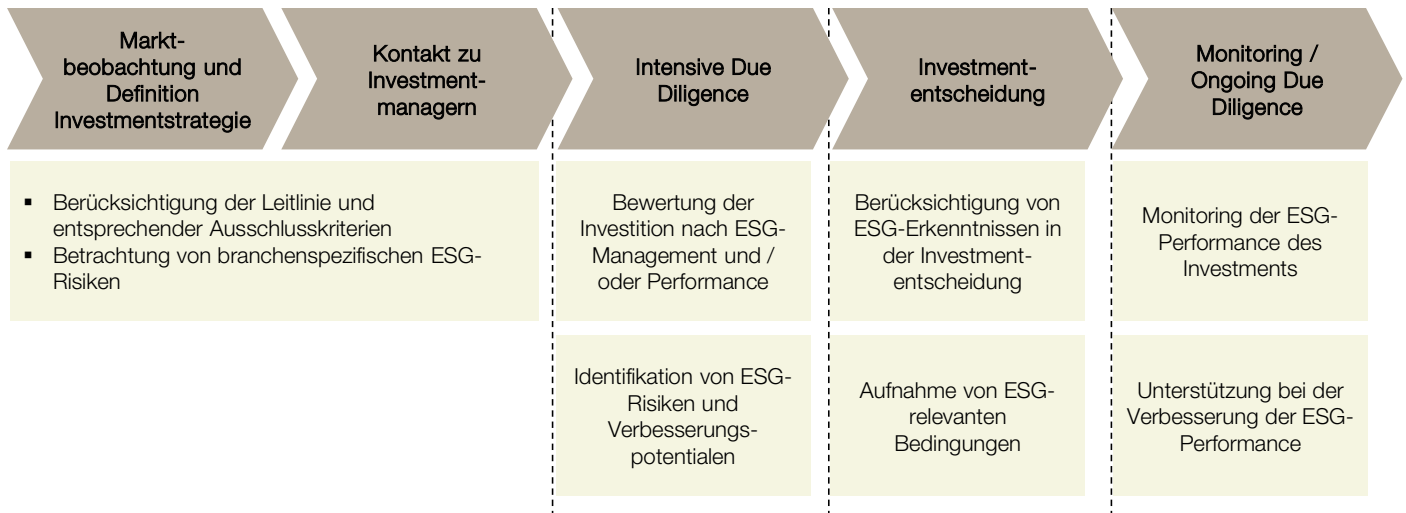 Markt-
beobachtung und
Definition
Investmentstrategie
Kontakt zu
Investment-
managern
Intensive Due
Diligence
Investment-
entscheidung
Monitoring /
Ongoing Due
Diligence
▪ Berücksichtigung der Leitlinie und
entsprechender Ausschlusskriterien
▪ Betrachtung von branchenspezifischen ESG-
Risiken
Bewertung der
Investition nach ESG-
Management und /
oder Performance
Berücksichtigung von
ESG-Erkenntnissen in
der Investment-
entscheidung
Monitoring der ESG-
Performance des
Investments
Identifikation von ESG-
Risiken und
Verbesserungs-
potentialen
Aufnahme von ESG-
relevanten
Bedingungen
Unterstützung bei der
Verbesserung der ESG-
Performance